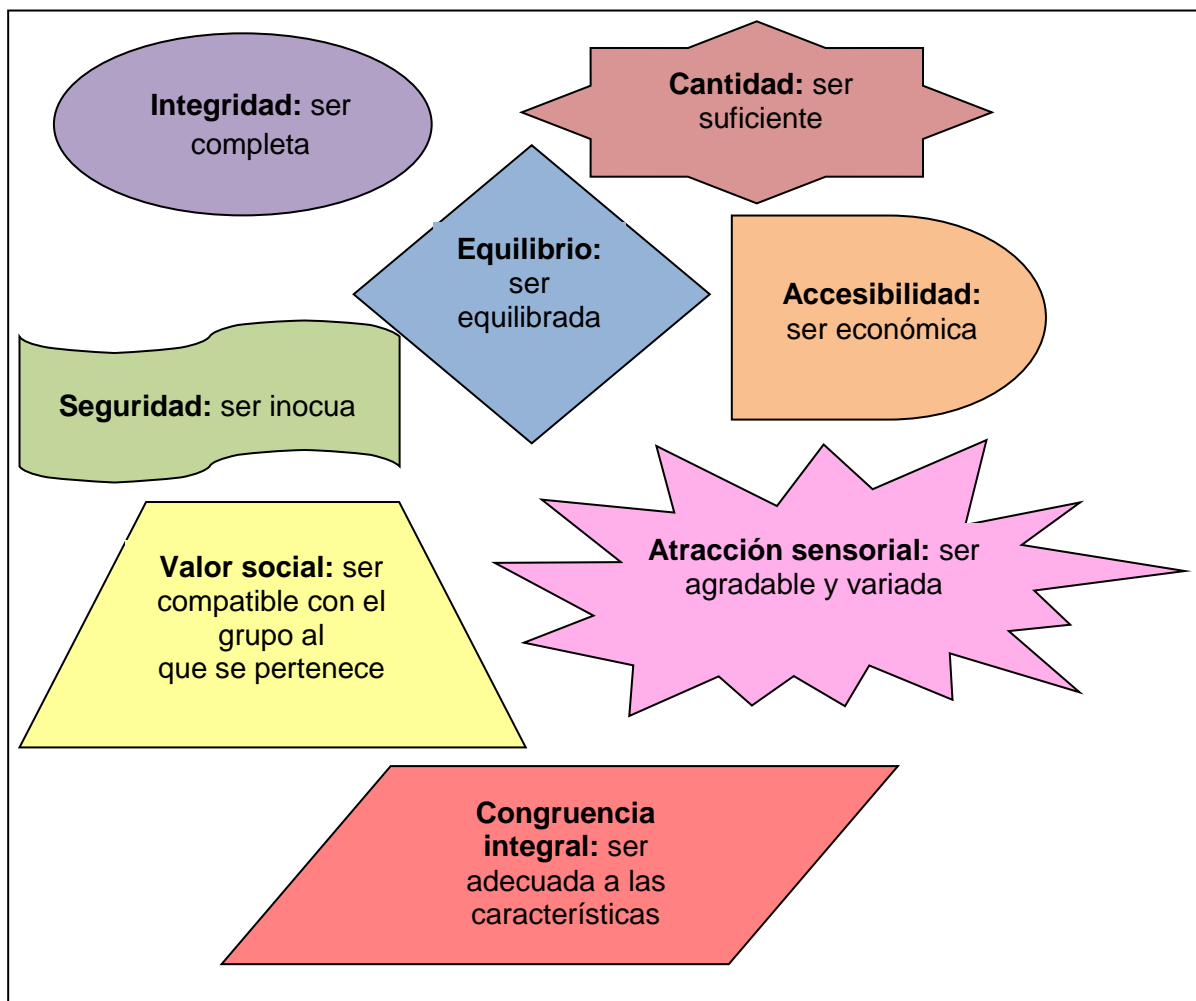 Integridad: ser
completa
Cantidad: ser
suficiente
Equilibrio:
ser
equilibrada
Accesibilidad:
ser económica
Seguridad: ser inocua
Valor social: ser
compatible con el
grupo al
que se pertenece
Atracción sensorial: ser
agradable y variada
Congruencia
integral: ser
adecuada a las
características